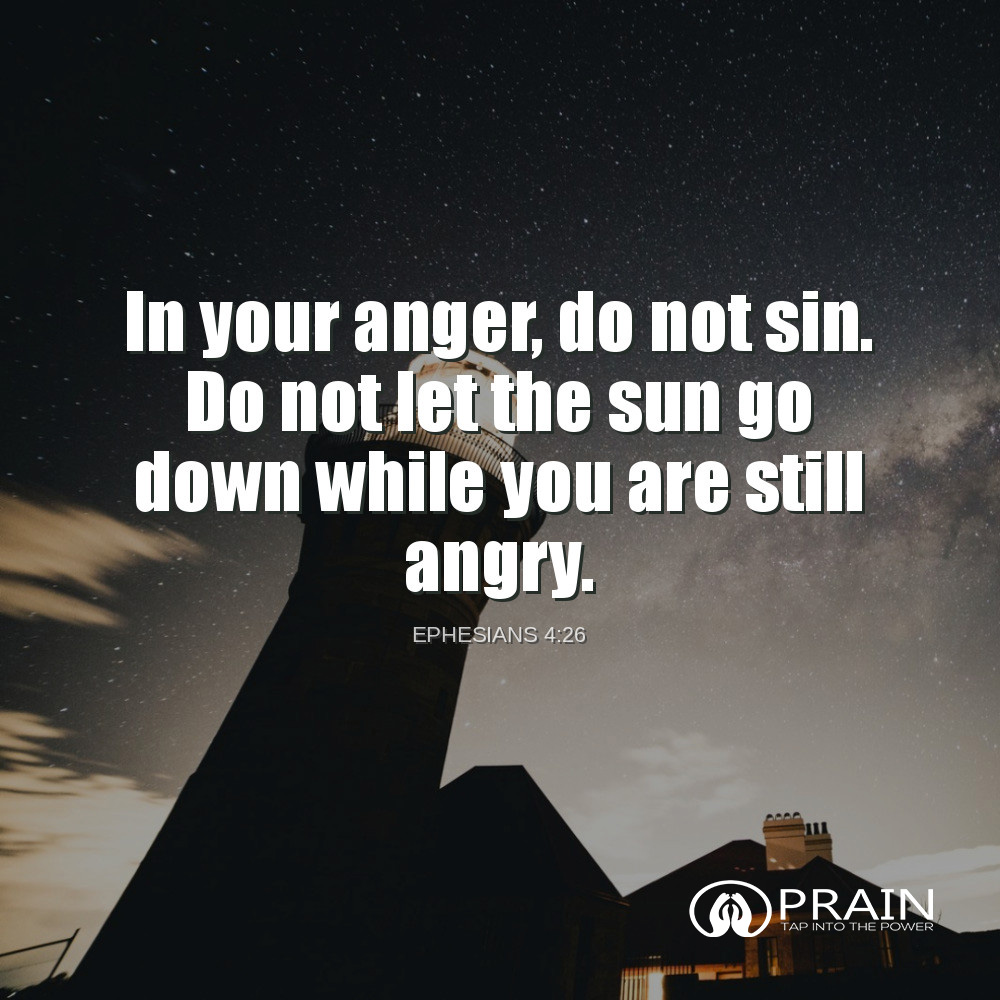 In your anger, do not sin.
Do not let the sun go
down while you are still
angry.
EPHESIANS 4:26
PRAIN
TAP INTO THE POWER